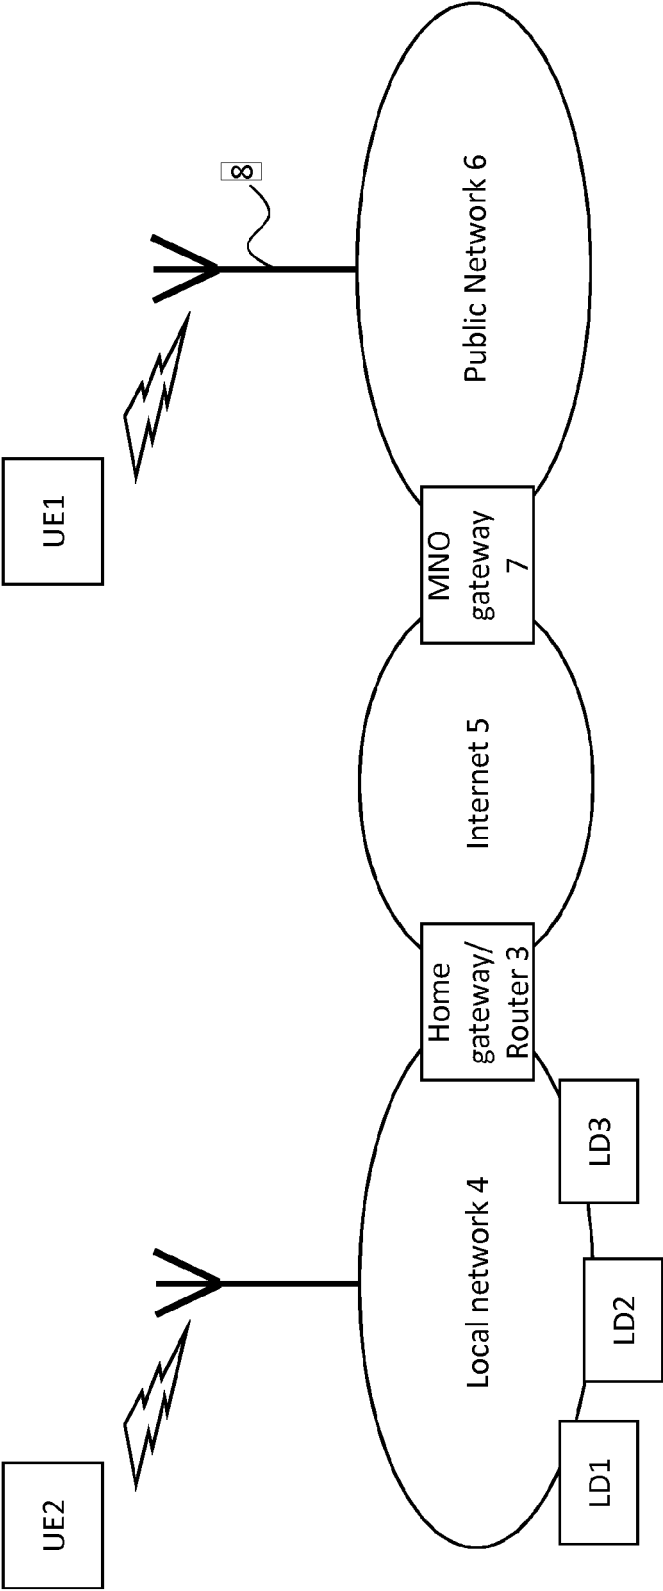 UE2
UE1
8
Local network 4
Home
gateway/
Router 3
Internet 5
MNO
gateway
7
Public Network 6
LD1
LD2
LD3